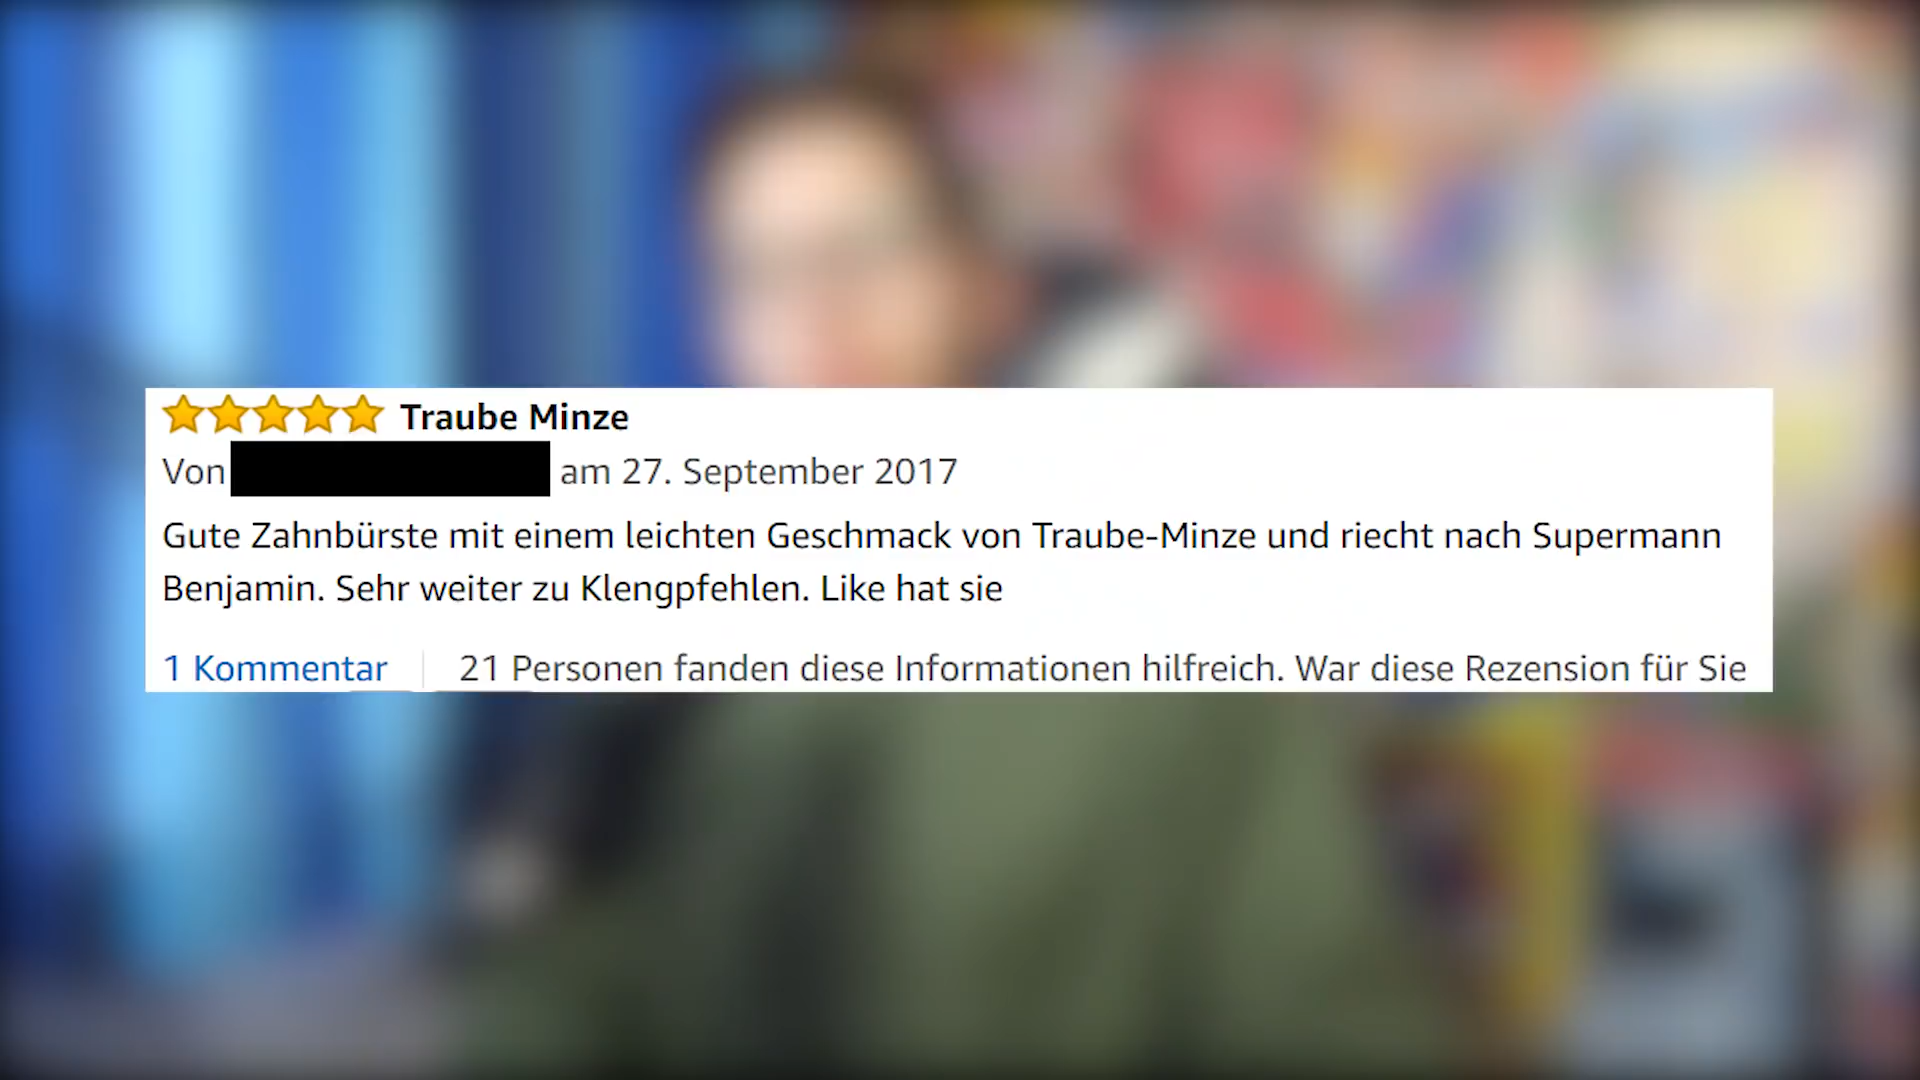 Traube Minze
Von am 27. September 2017
Gute Zahnbürste mit einem leichten Geschmack von Traube-Minze und riecht nach Supermann
Benjamin. Sehr weiter zu Klengpfehlen. Like hat sie
1 Kommentar 21 Personen fanden diese Informationen hilfreich. War diese Rezension für Sie